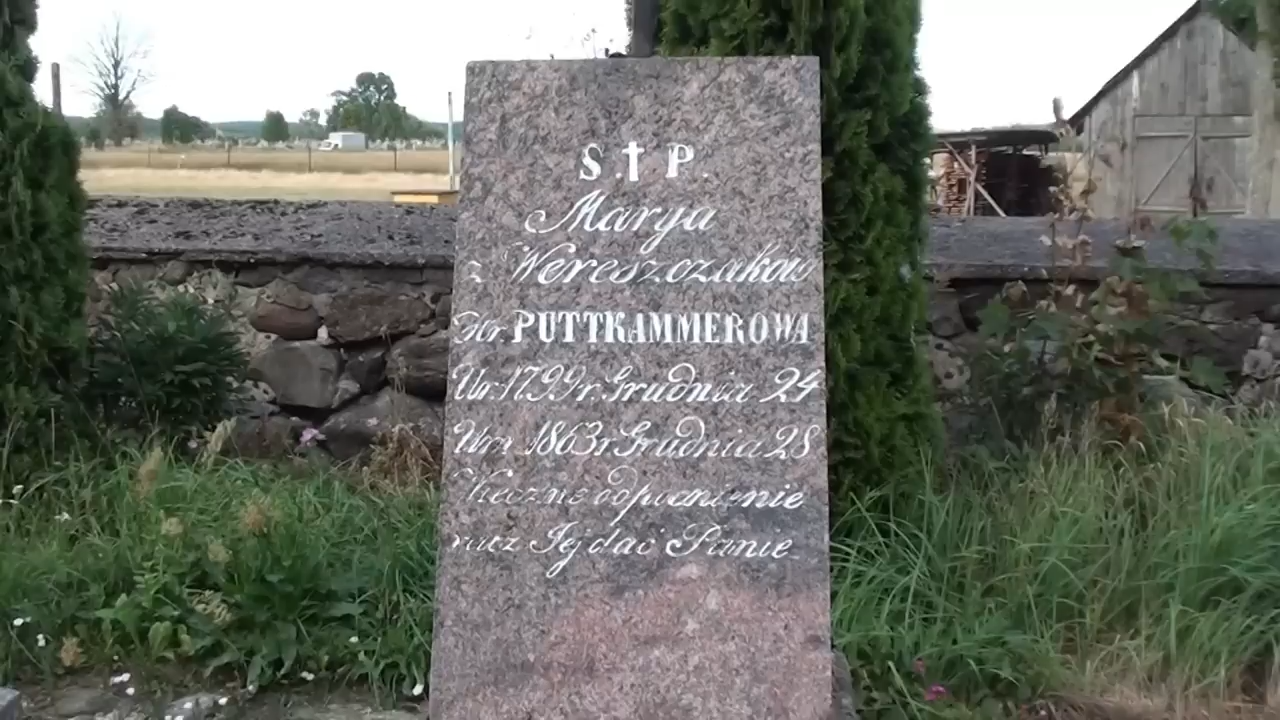 S.†P.
Marya
z Wereszczaków
Hr. PUTTKAMMEROWA
Ur: 1799 r. Grudnia 24
Um: 1863 r. Grudnia 28
Wieczne odpocznienie
racz Jej dać Panie